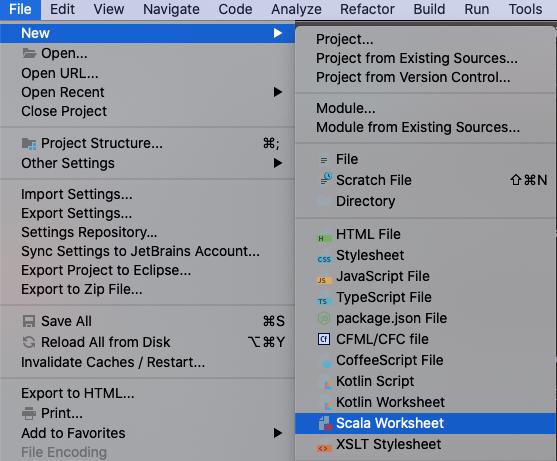 File Edit View Navigate Code Analyze Refactor Build Run Tools
New
Open...
Open URL...
Open Recent
Close Project
Project Structure... ⌘;
Other Settings
Import Settings...
Export Settings...
Settings Repository...
Sync Settings to JetBrains Account...
Export Project to Eclipse...
Export to Zip File...
Save All ⌘S
Reload All from Disk ⌥⌘Y
Invalidate Caches / Restart...
Export to HTML...
Print...
Add to Favorites
File Encoding
Project...
Project from Existing Sources...
Project from Version Control...
Module...
Module from Existing Sources...
File
Scratch File ⇧⌘N
Directory
H HTML File
CSS Stylesheet
JS JavaScript File
TS TypeScript File
package.json File
Cf CFML/CFC file
CoffeeScript File
Kotlin Script
Kotlin Worksheet
Scala Worksheet
<> XSLT Stylesheet